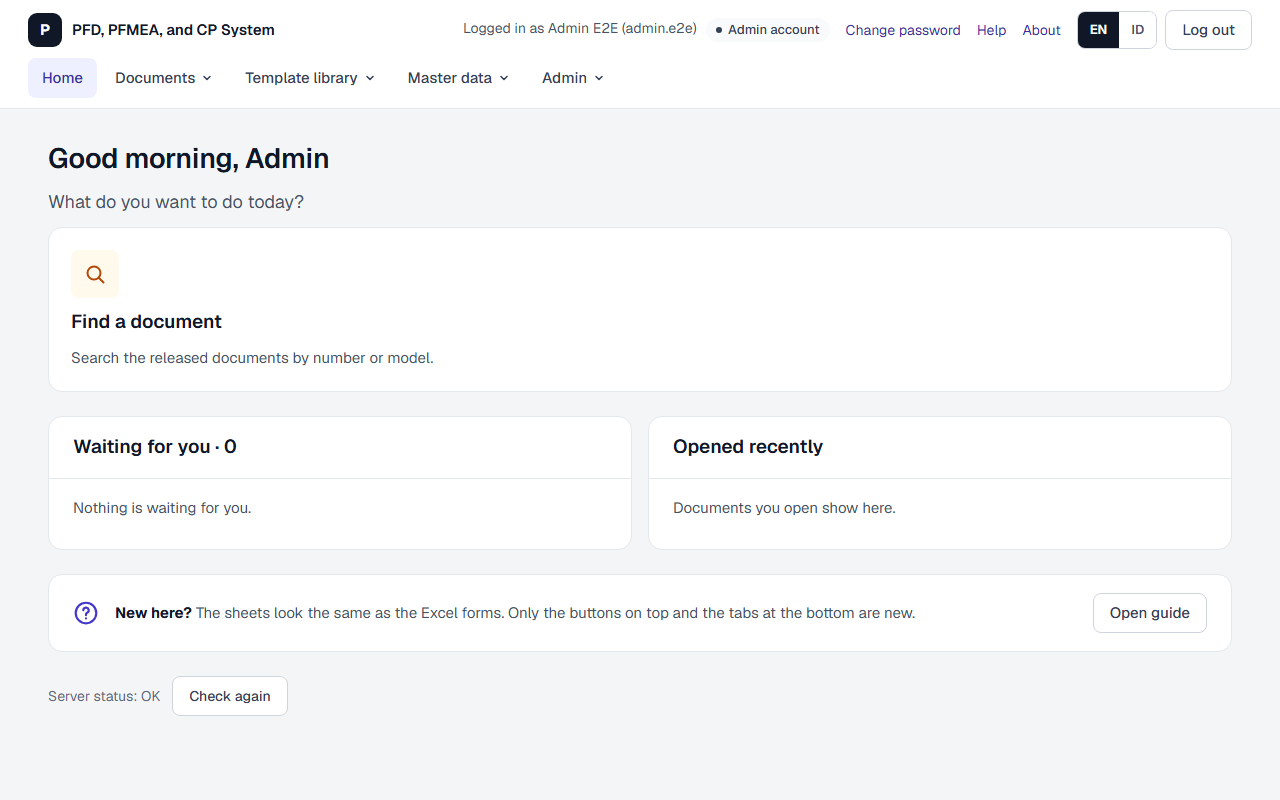 P PFD, PFMEA, and CP System Logged in as Admin E2E (admin.e2e) Admin account Change password Help About EN ID Log out
Home Documents Template library Master data Admin
Good morning, Admin
What do you want to do today?
Find a document
Search the released documents by number or model.
Waiting for you · 0
Nothing is waiting for you.
Opened recently
Documents you open show here.
New here? The sheets look the same as the Excel forms. Only the buttons on top and the tabs at the bottom are new. Open guide
Server status: OK Check again